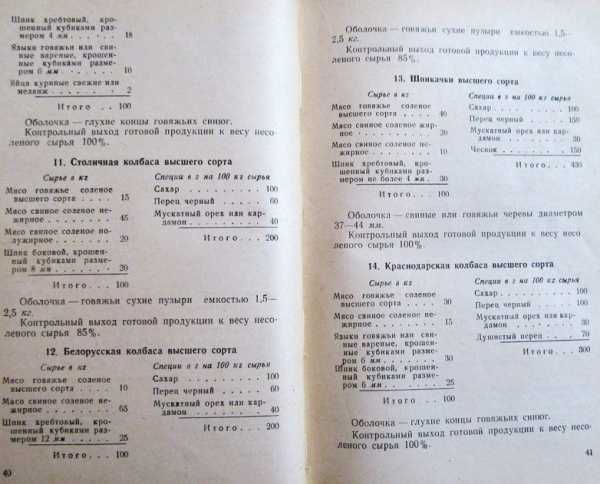 Шпик хребтовый, кро-
шенный кубиками раз-
мером 4 мм . . . . . 18
Языки говяжьи или сви-
ные вареные, крошен-
ные кубиками разме-
ром 6 мм . . . . . . 10
Яйца куриные свежие или
меланж . . . . . . . 2
Итого . . 100
Оболочка — глухие концы говяжьих синюг.
Контрольный выход готовой продукции к весу несо-
леного сырья 100%.
11. Столичная колбаса высшего сорта
Сырье в кг
Мясо говяжье соленое
высшего сорта . . . . 15
Мясо свиное соленое не-
жирное . . . . . . . 45
Мясо свиное соленое по-
лужирное . . . . . . 20
Шпик боковой, крошен-
ный кубиками разме-
ром 8 мм . . . . . . 20
Итого . . 100
Специи в г на 100 кг сырья
Сахар . . . . . . . . 100
Перец черный . . . . . 60
Мускатный орех или кар-
дамон . . . . . . . . 40
Итого . . . 200
Оболочка — говяжьи сухие пузыри емкостью 1,5—
2,5 кг.
Контрольный выход готовой продукции к весу несо-
леного сырья 85%.
12. Белорусская колбаса высшего сорта
Сырье в кг
Мясо говяжье соленое
высшего сорта . . . . 10
Мясо свиное соленое не-
жирное . . . . . . . 65
Шпик хребтовый, кро-
шенный кубиками раз-
мером 12 мм . . . . . 25
Итого . . 100
Специи в г на 100 кг сырья
Сахар . . . . . . . . 100
Перец черный . . . . . 60
Мускатный орех или кар-
дамон . . . . . . . . 40
Итого . . . 200
40
Оболочка — говяжьи сухие пузыри емкостью 1,5—
2,5 кг.
Контрольный выход готовой продукции к весу несо-
леного сырья 85%.
13. Шпикачки высшего сорта
Сырье в кг
Мясо говяжье соленое
высшего сорта . . . . 40
Мясо свиное соленое жир-
ное . . . . . . . . . 20
Мясо свиное соленое не-
жирное . . . . . . . 10
Шпик хребтовый, кро-
шенный кубиками раз-
мером не более 4 мм . 30
Итого . . 100
Специи в г на 100 кг сырья
Сахар . . . . . . . . 100
Перец черный . . . . . 150
Мускатный орех или кар-
дамон . . . . . . . . 30
Чеснок . . . . . . . . 150
Итого . . . 430
Оболочка — свиные или говяжьи черевы диаметром
37—44 мм.
Контрольный выход готовой продукции к весу несо-
леного сырья 100%.
14. Краснодарская колбаса высшего сорта
Сырье в кг
Мясо говяжье соленое
высшего сорта . . . . 30
Мясо свиное соленое не-
жирное . . . . . . . 15
Языки говяжьи или сви-
ные вареные, кроше-
ные кубиками разме-
ром 6 мм . . . . . . 30
Шпик боковой, крошен-
ный кубиками разме-
ром 6 мм . . . . . . 25
Итого . . 100
Специи в г на 100 кг сырья
Сахар . . . . . . . . 100
Перец черный . . . . . 100
Мускатный орех или кар-
дамон . . . . . . . . 30
Душистый перец . . . . 70
Итого . . . 300
Оболочка — глухие концы говяжьих синюг.
Контрольный выход готовой продукции к весу несо-
леного сырья 100%.
41